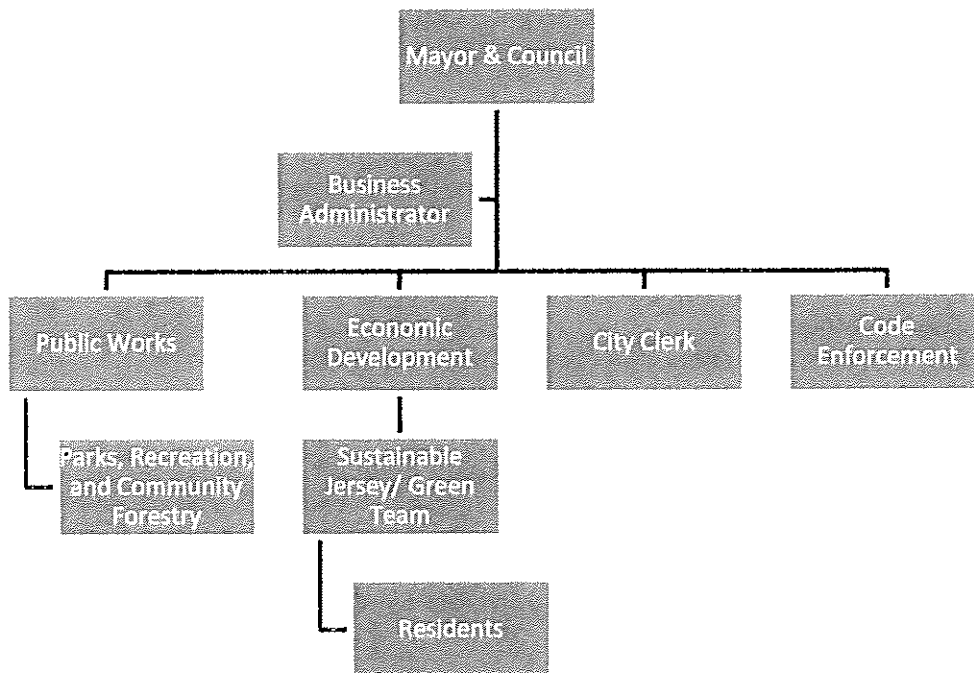 Mayor & Council
Business
Administrator
Public Works
Economic
Development
City Clerk
Code
Enforcement
Parks, Recreation,
and Community
Forestry
Sustainable
Jersey/ Green
Team
Residents